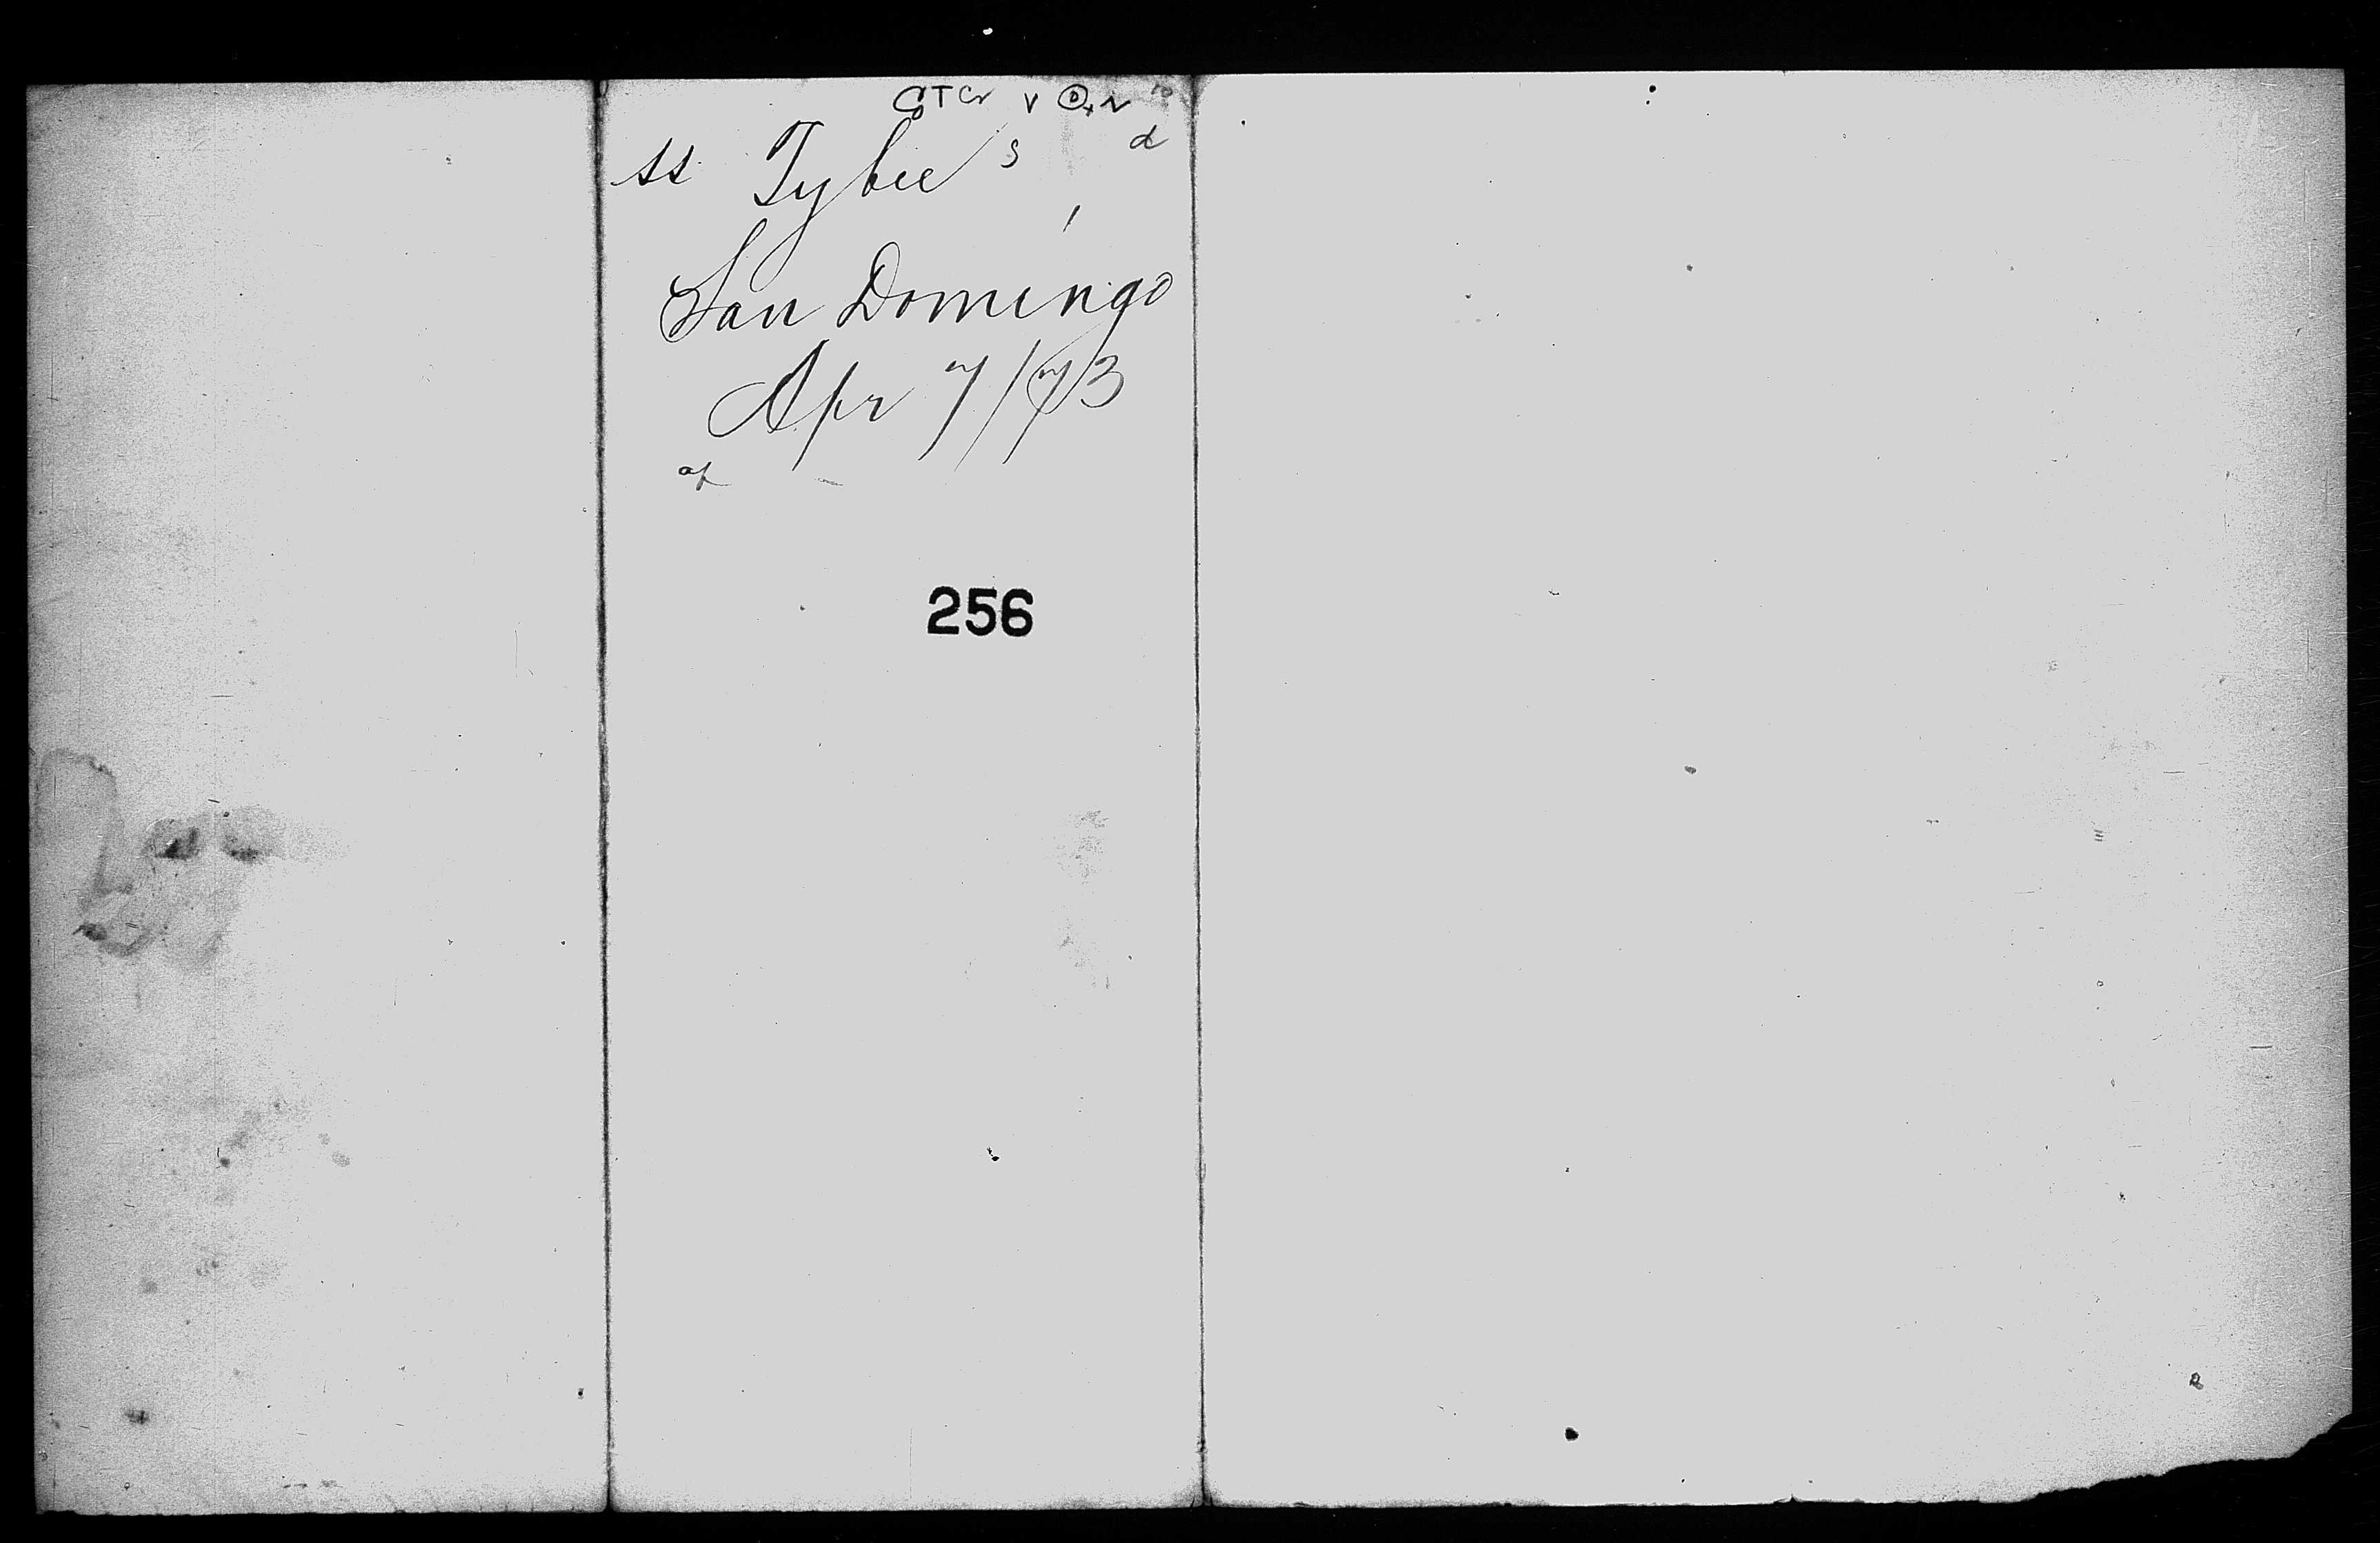 ss Tybee
San Domingo
Apr 7/73
256